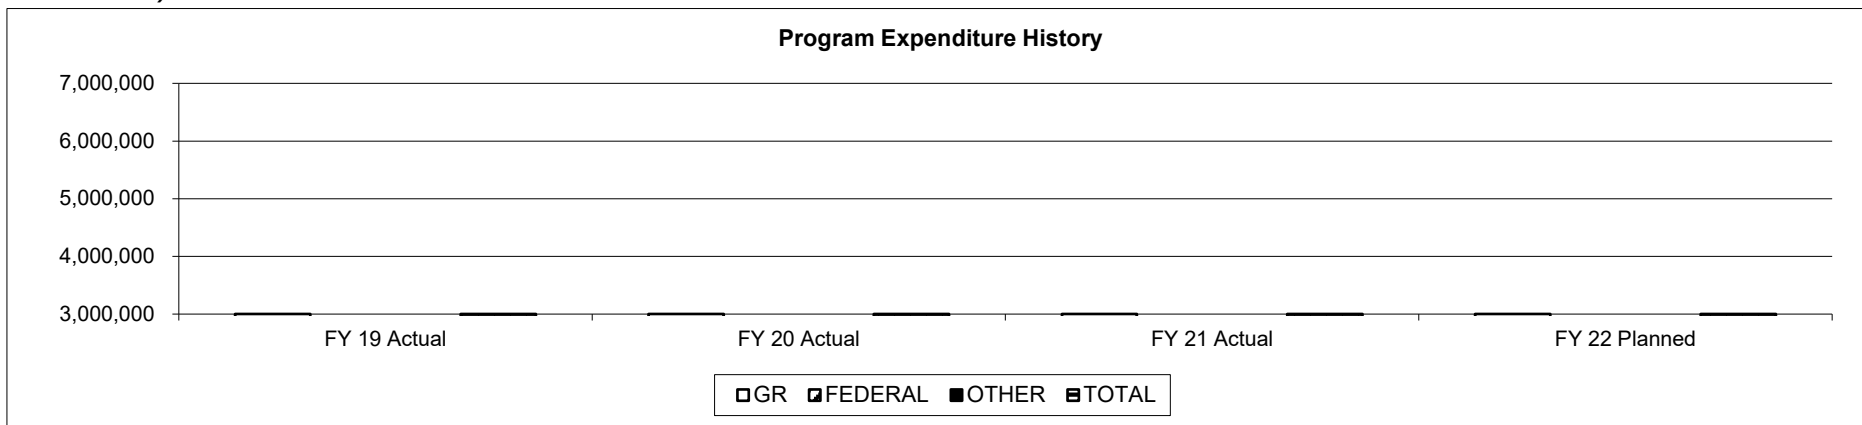 Program Expenditure History
7,000,000
6,000,000
5,000,000
4,000,000
3,000,000
FY 19 Actual FY 20 Actual FY 21 Actual FY 22 Planned
GR FEDERAL OTHER TOTAL